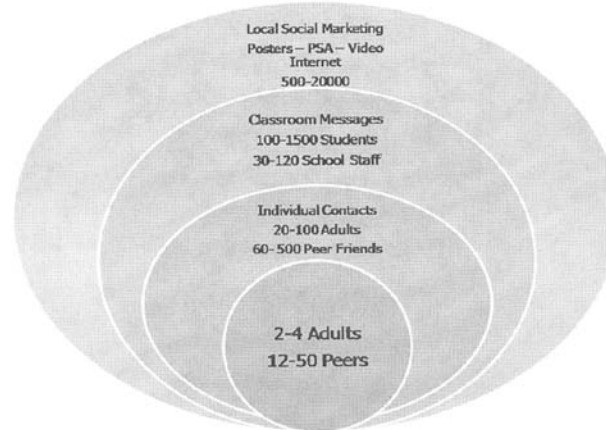 Local Social Marketing
Posters – PSA – Video
Internet
500-20000
Classroom Messages
100-1500 Students
30-120 School Staff
Individual Contacts
20-100 Adults
60-500 Peer Friends
2-4 Adults
12-50 Peers